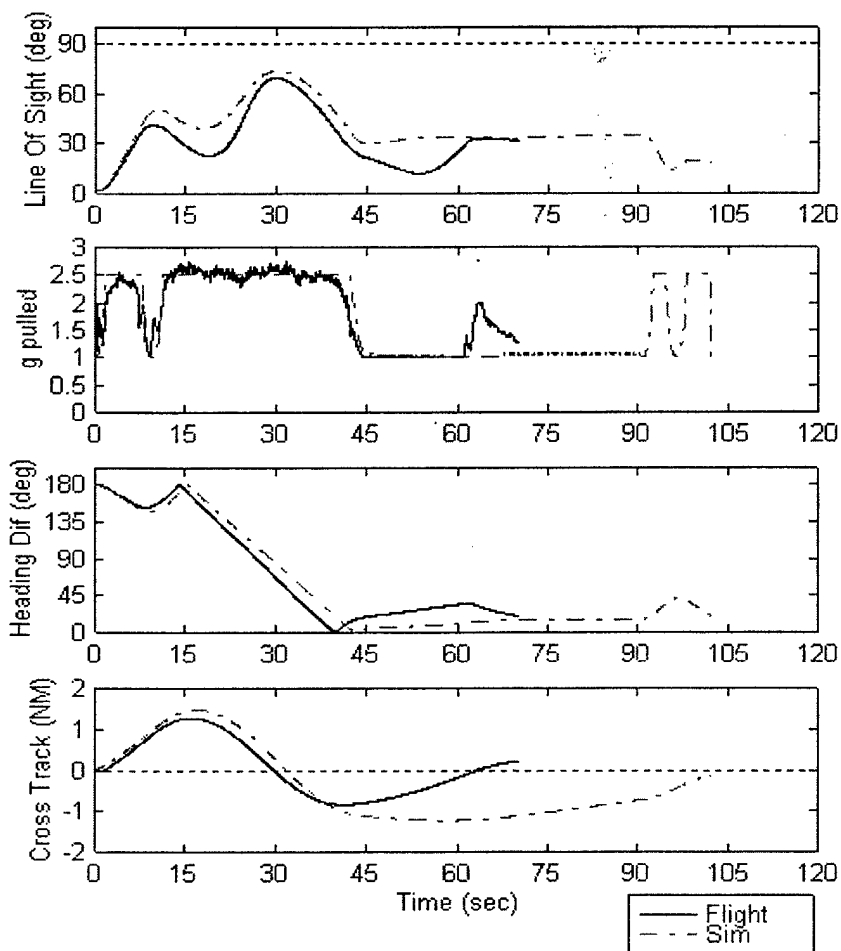 Line Of Sight (deg)
90
60
30
0
0 15 30 45 60 75 90 105 120
g pulled
3
2.5
2
1.5
1
0.5
0
0 15 30 45 60 75 90 105 120
Heading Dif (deg)
180
135
90
45
0
0 15 30 45 60 75 90 105 120
Cross Track (NM)
2
1
0
-1
-2
0 15 30 45 60 75 90 105 120
Time (sec)
Flight
Sim